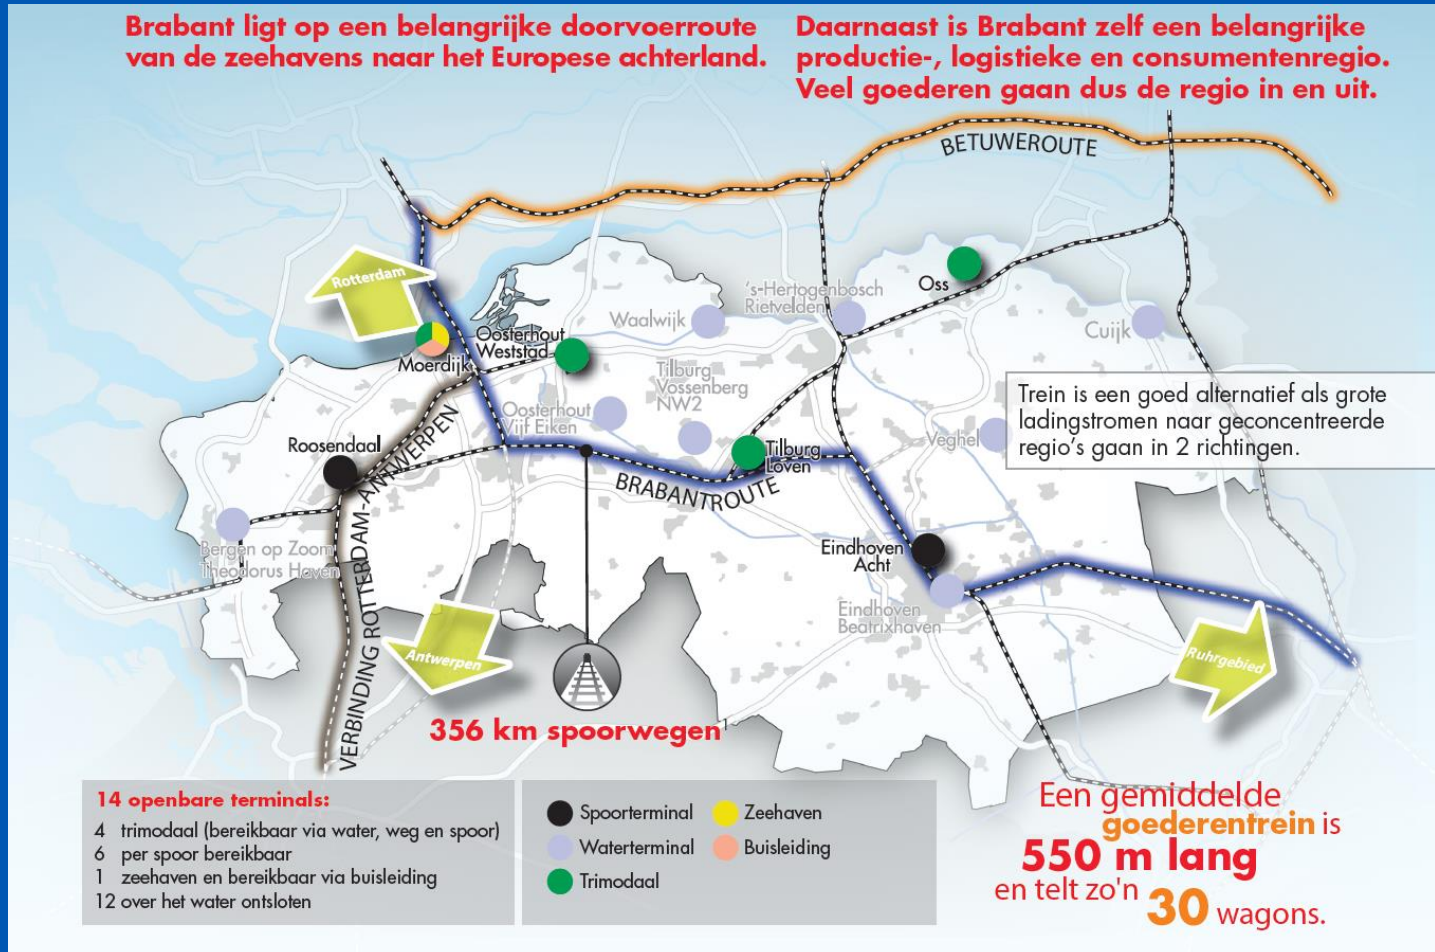 Brabant ligt op een belangrijke doorvoerroute
van de zeehavens naar het Europese achterland.
Daarnaast is Brabant zelf een belangrijke
productie-, logistieke en consumentenregio.
Veel goederen gaan dus de regio in en uit.
BETUWEROUTE
Rotterdam
Moerdijk
Oosterhout
Weststad
Waalwijk
's-Hertogenbosch
Rietvelden
Oss
Cuijk
Tilburg
Vossenberg
NW2
Oosterhout
Vijf Eiken
Trein is een goed alternatief als grote
ladingstromen naar geconcentreerde
regio's gaan in 2 richtingen.
Veghel
Roosendaal
Tilburg
Loven
BRABANTROUTE
VERBINDING ROTTERDAM-ANTWERPEN
Bergen op Zoom
Theodorus Haven
Eindhoven
Acht
Eindhoven
Beatrixhaven
Antwerpen
Ruhrgebied
356 km spoorwegen1
14 openbare terminals:
4 trimodaal (bereikbaar via water, weg en spoor)
6 per spoor bereikbaar
1 zeehaven en bereikbaar via buisleiding
12 over het water ontsloten
Spoorterminal
Zeehaven
Waterterminal
Buisleiding
Trimodaal
Een gemiddelde
goederentrein is
550 m lang
en telt zo'n 30 wagons.